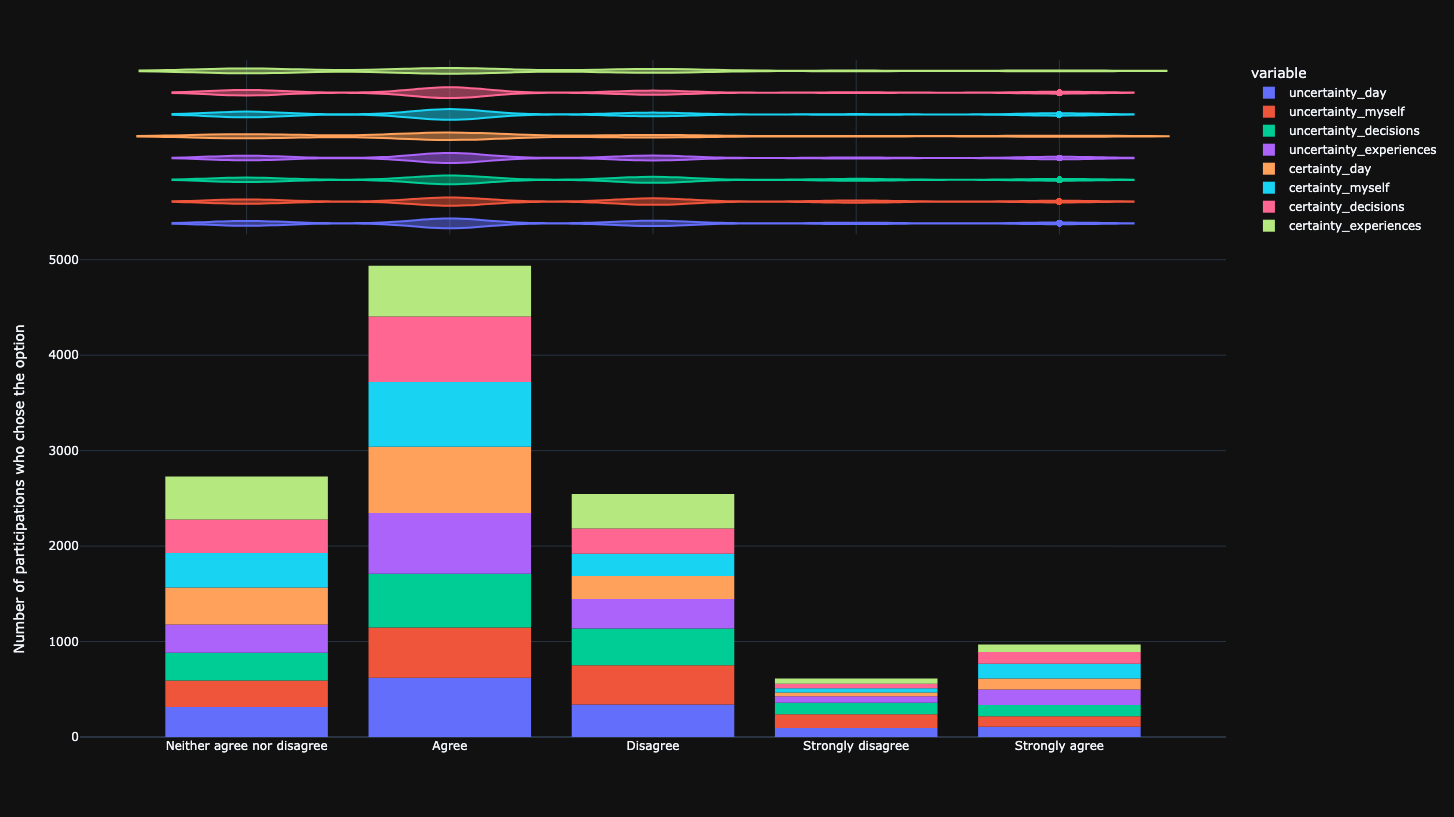 variable
uncertainty_day
uncertainty_myself
uncertainty_decisions
uncertainty_experiences
certainty_day
certainty_myself
certainty_decisions
certainty_experiences
Number of participations who chose the option
5000
4000
3000
2000
1000
0
Neither agree nor disagree
Agree
Disagree
Strongly disagree
Strongly agree